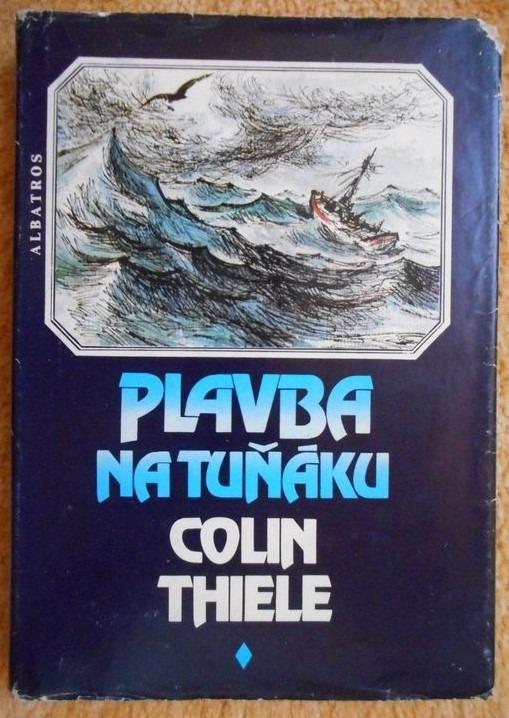 ALBATROS
PLAVBA
NA TUŇÁKU
COLIN
THIELE